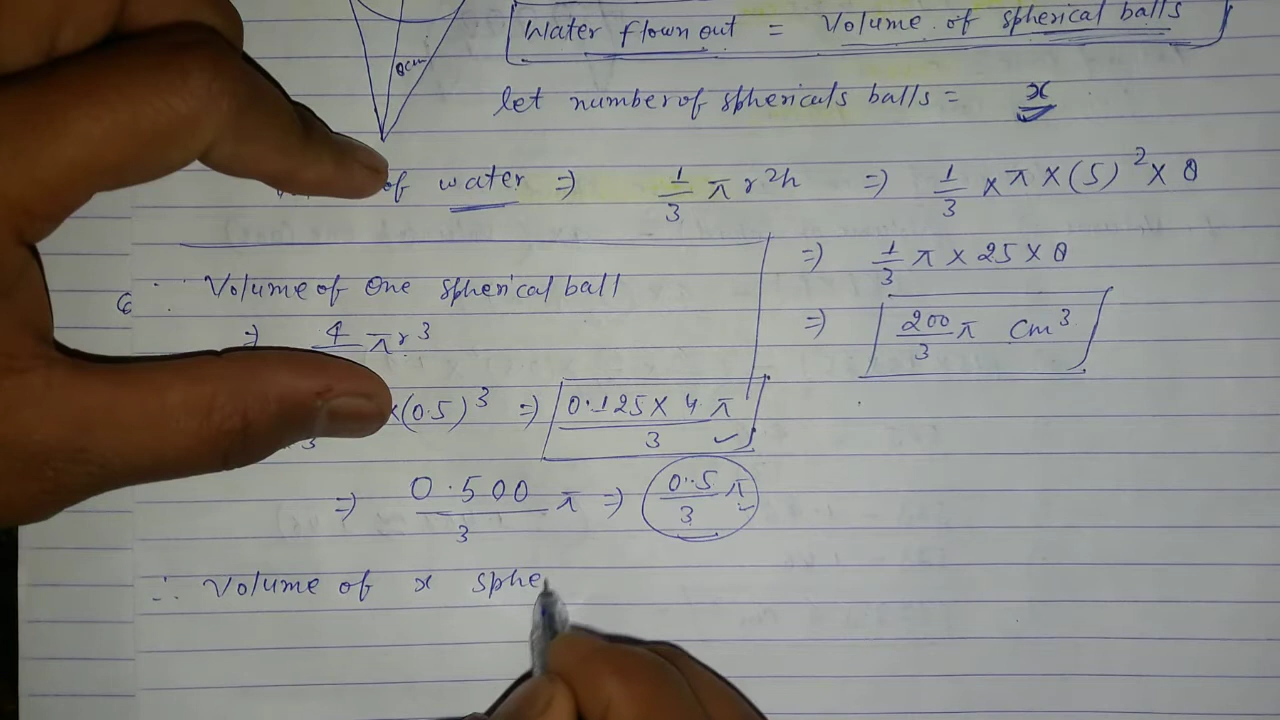 Water flown out = Volume of spherical balls
8cm
let number of sphericals balls = x
of water ⇒ 1/3 π r²h ⇒ 1/3 × π × (5)² × 8
⇒ 1/3 π × 25 × 8
∴ Volume of One spherical ball
⇒ 200/3 π cm³
⇒ 4 πr³
×(0.5)³ ⇒ 0.125 × 4 π / 3
3
⇒ 0.500/3 π ⇒ 0.5/3 π
∴ Volume of x sphe